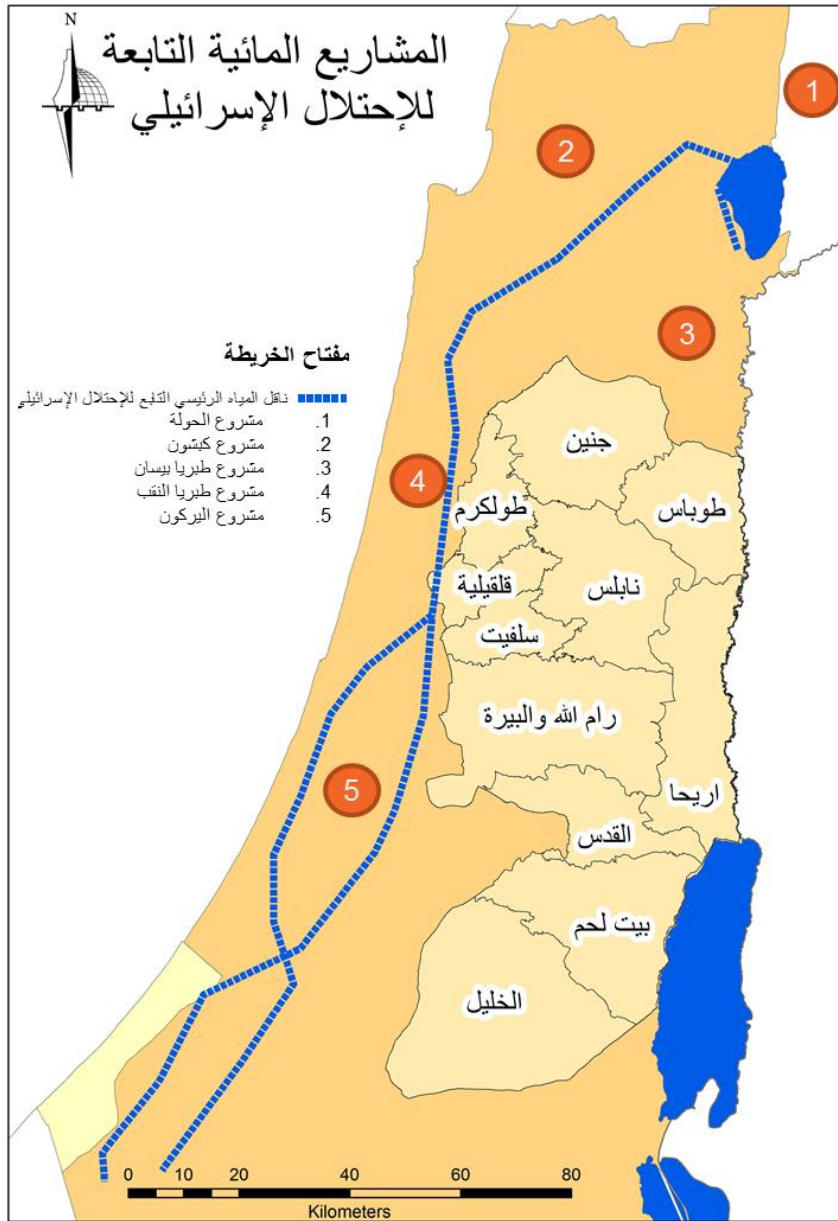 N
المشاريع المائية التابعة
للإحتلال الإسرائيلي
1
2
3
4
5
مفتاح الخريطة
ناقل المياه الرئيسي التابع للإحتلال الإسرائيلي
1. مشروع الحولة
2. مشروع كيشون
3. مشروع طبريا بيسان
4. مشروع طبريا النقب
5. مشروع اليركون
جنين
طوباس
طولكرم
قلقيلية
نابلس
سلفيت
رام الله والبيرة
اريحا
القدس
بيت لحم
الخليل
0 10 20 40 60 80
Kilometers